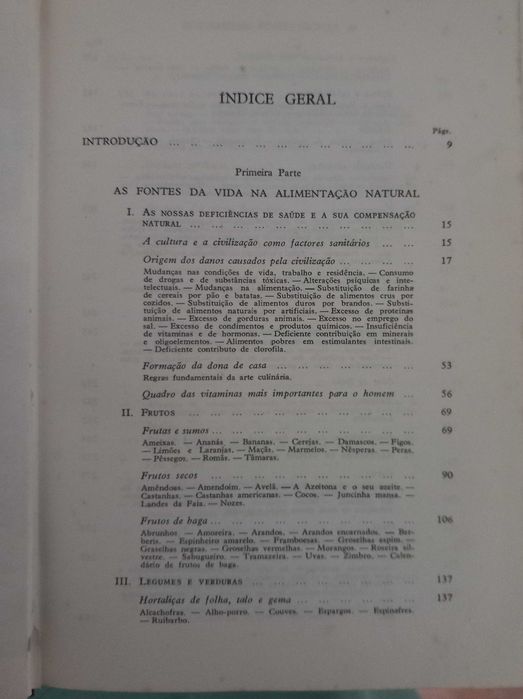 ÍNDICE GERAL
Págs.
INTRODUÇÃO ... .. ... .. ... ... ... ... ... ... ... ... 9
Primeira Parte
AS FONTES DA VIDA NA ALIMENTAÇÃO NATURAL
I. AS NOSSAS DEFICIÊNCIAS DE SAÚDE E A SUA COMPENSAÇÃO
NATURAL ... ... ... ... ... ... ... ... ... ... ... 15
A cultura e a civilização como factores sanitários ... ... 15
Origem dos danos causados pela civilização ... ... ... ... 17
Mudanças nas condições de vida, trabalho e residência. — Consumo
de drogas e de substâncias tóxicas. — Alterações psíquicas e inte-
telectuais. — Mudanças na alimentação. — Substituição de farinha
de cereais por pão e batatas. — Substituição de alimentos crus por
cozidos. — Substituição de alimentos duros por brandos. — Substi-
tuição de alimentos naturais por artificiais. — Excesso de proteínas
animais. — Excesso de gorduras animais. — Excesso no emprego do
sal. — Excesso de condimentos e produtos químicos. — Insuficiência
de vitaminas e de hormonas. — Deficiente contribuição em minerais
e oligoelementos. — Alimentos pobres em estimulantes intestinais.
— Deficiente contributo de clorofila.
Formação da dona de casa ... ... ... ... ... ... ... 53
Regras fundamentais da arte culinária.
Quadro das vitaminas mais importantes para o homem ... 56
II. FRUTOS ... ... ... ... ... ... ... ... ... ... ... 69
Frutas e sumos ... ... ... ... ... ... ... ... ... ... 69
Ameixas. — Ananás. — Bananas. — Cerejas. — Damascos. — Figos.
— Limões e Laranjas. — Maçãs. — Marmelos. — Nêsperas. — Peras.
— Pêssegos. — Romãs. — Tâmaras.
Frutos secos ... ... ... ... ... ... ... ... ... ... 90
Amêndoas. — Amendoim. — Avelã. — A Azeitona e o seu azeite. —
Castanhas. — Castanhas americanas. — Cocos. — Juncinha mansa. —
Landes da Faia. — Nozes.
Frutos de baga ... ... ... ... ... ... ... ... ... ... 106
Abrunhos — Amoreira. — Arandos. — Arandos encarnados. — Ber-
beris. — Espinheiro amarelo. — Framboesas. — Groselhas espim. —
Groselhas negras. — Groselhas vermelhas. — Morangos. — Roseira sil-
vestre. — Sabugueiro. — Tramazeira. — Uvas. — Zimbro. — Calen-
dário de frutos de baga.
III. LEGUMES E VERDURAS ... ... ... ... ... ... ... ... 137
Hortaliças de folha, talo e gema ... ... ... ... ... ... 137
Alcachofras. — Alho-porro. — Couves. — Espargos. — Espinafres.
— Ruibarbo.